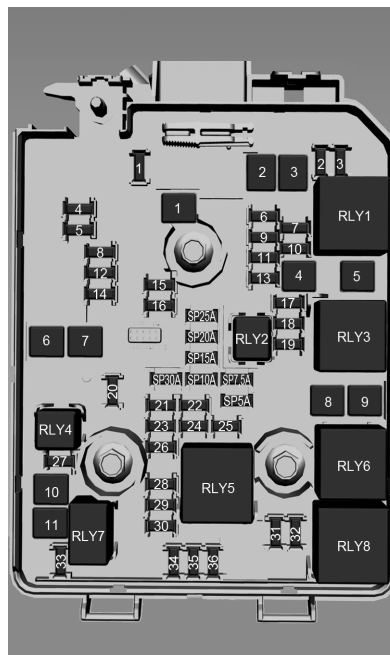 1
2
3
2 3
RLY1
4
5
1
6
7
9
10
8
11
12
13
4
5
14
15
16
17
18
19
SP25A
SP20A
SP15A
RLY2
RLY3
6
7
SP30A SP10A SP7.5A
SP5A
20
21 22
8
9
RLY4
23 24 25
26
27
RLY5
RLY6
10
28
29
30
11
RLY7
31 32
RLY8
33
34 35 36